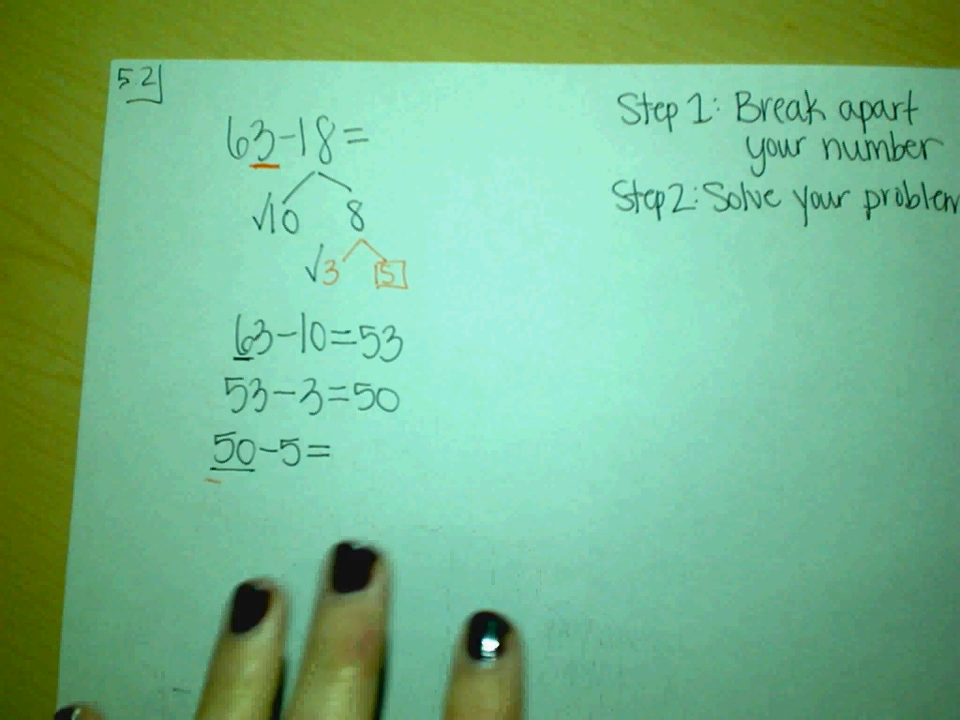 5.2
63-18=
√10 8
√3 5
63-10=53
53-3=50
50-5=
Step 1: Break apart
your number
Step 2: Solve your problem